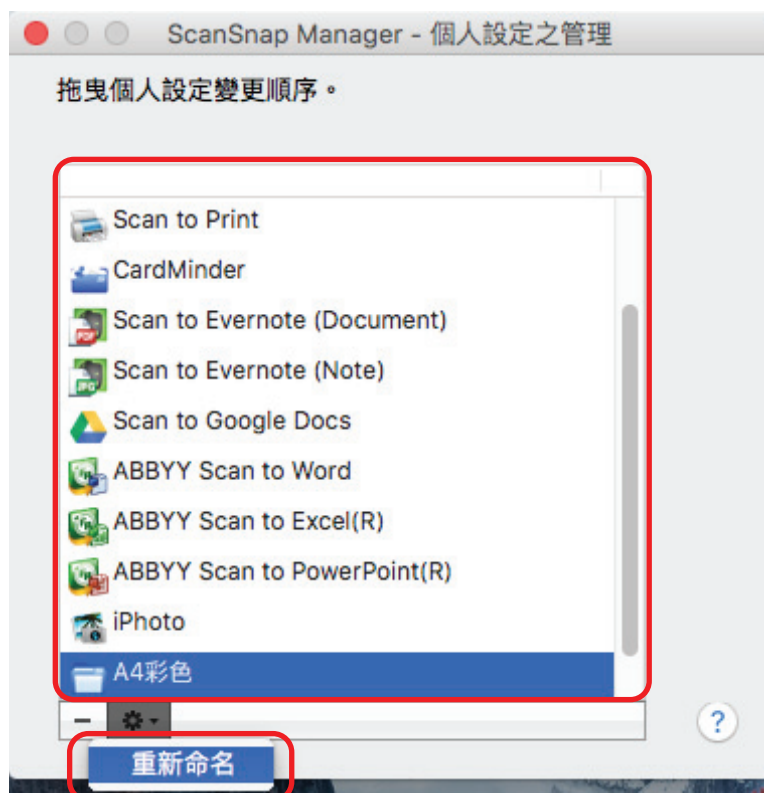 ScanSnap Manager - 個人設定之管理
拖曳個人設定變更順序。
Scan to Print
CardMinder
Scan to Evernote (Document)
Scan to Evernote (Note)
Scan to Google Docs
ABBYY Scan to Word
ABBYY Scan to Excel(R)
ABBYY Scan to PowerPoint(R)
iPhoto
A4彩色
?
重新命名